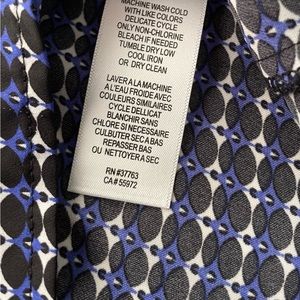 MACHINE WASH COLD
WITH LIKE COLORS
DELICATE CYCLE
ONLY NON-CHLORINE
BLEACH IF NEEDED
TUMBLE DRY LOW
COOL IRON
OR DRY CLEAN
LAVER A LA MACHINE
A L'EAU FROIDE AVEC
COULEURS SIMILAIRES
CYCLE DELICAT
BLANCHIR SANS
CHLORE SI NECESSAIRE
CULBUTER SEC A BAS
REPASSER BAS
OU NETTOYER A SEC
RN #37763
CA# 55972